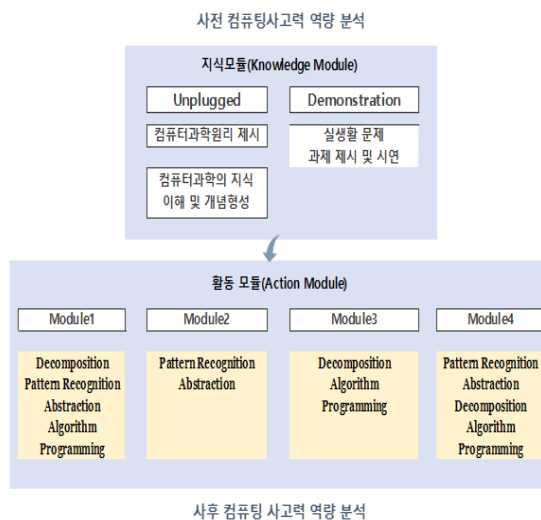 사전 컴퓨팅사고력 역량 분석
지식모듈(Knowledge Module)
Unplugged
컴퓨터과학원리 제시
컴퓨터과학의 지식
이해 및 개념형성
Demonstration
실생활 문제
과제 제시 및 시연
활동 모듈(Action Module)
Module1
Decomposition
Pattern Recognition
Abstraction
Algorithm
Programming
Module2
Pattern Recognition
Abstraction
Module3
Decomposition
Algorithm
Programming
Module4
Pattern Recognition
Abstraction
Decomposition
Algorithm
Programming
사후 컴퓨팅 사고력 역량 분석